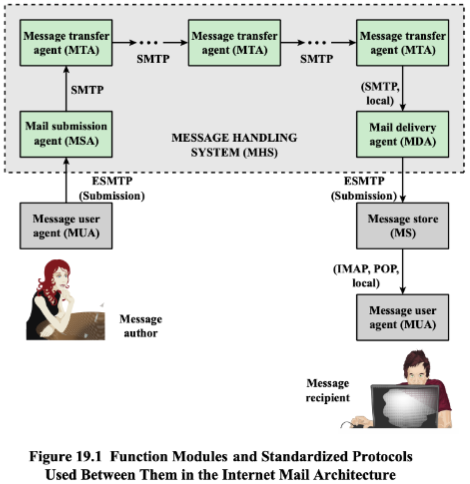 Message transfer
agent (MTA)
SMTP
Message transfer
agent (MTA)
SMTP
Message transfer
agent (MTA)
SMTP
(SMTP,
local)
Mail submission
agent (MSA)
MESSAGE HANDLING
SYSTEM (MHS)
Mail delivery
agent (MDA)
ESMTP
(Submission)
ESMTP
(Submission)
Message user
agent (MUA)
Message store
(MS)
(IMAP, POP,
local)
Message
author
Message user
agent (MUA)
Message
recipient
Figure 19.1 Function Modules and Standardized Protocols
Used Between Them in the Internet Mail Architecture